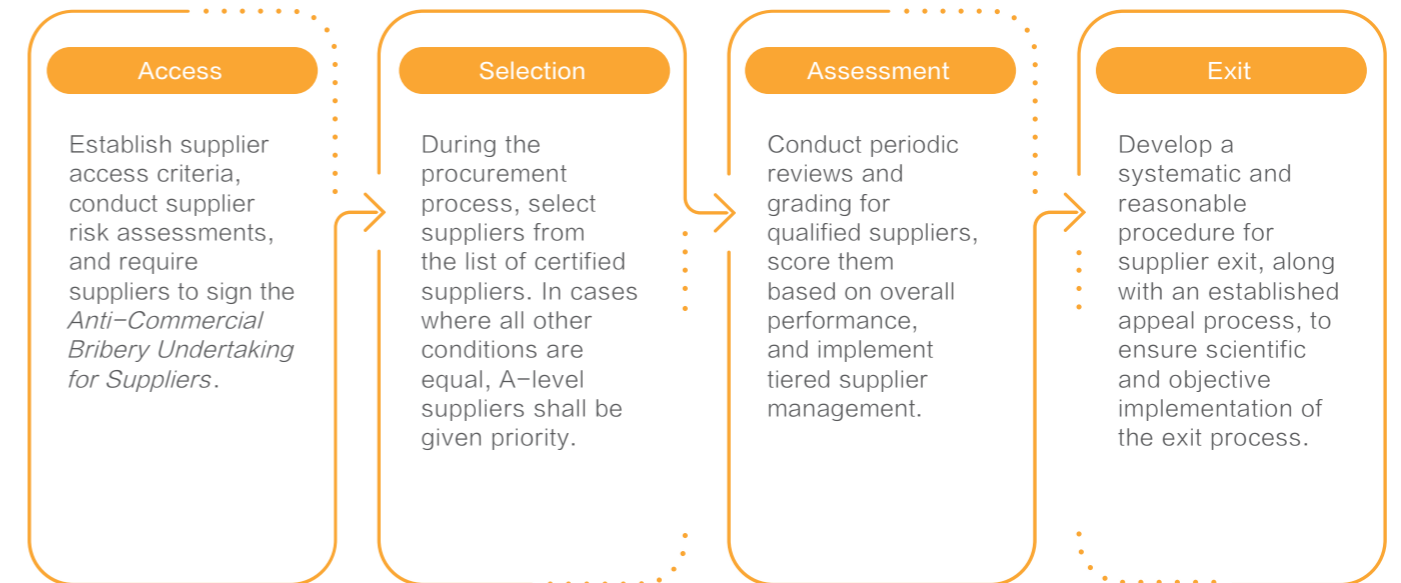 Access
Establish supplier
access criteria,
conduct supplier
risk assessments,
and require
suppliers to sign the
Anti-Commercial
Bribery Undertaking
for Suppliers.
Selection
During the
procurement
process, select
suppliers from
the list of certified
suppliers. In cases
where all other
conditions are
equal, A-level
suppliers shall be
given priority.
Assessment
Conduct periodic
reviews and
grading for
qualified suppliers,
score them
based on overall
performance,
and implement
tiered supplier
management.
Exit
Develop a
systematic and
reasonable
procedure for
supplier exit, along
with an established
appeal process, to
ensure scientific
and objective
implementation of
the exit process.